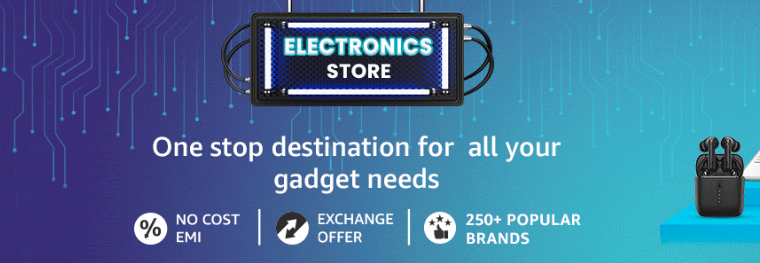 ELECTRONICS
STORE
One stop destination for all your
gadget needs
% NO COST
EMI
EXCHANGE
OFFER
250+ POPULAR
BRANDS